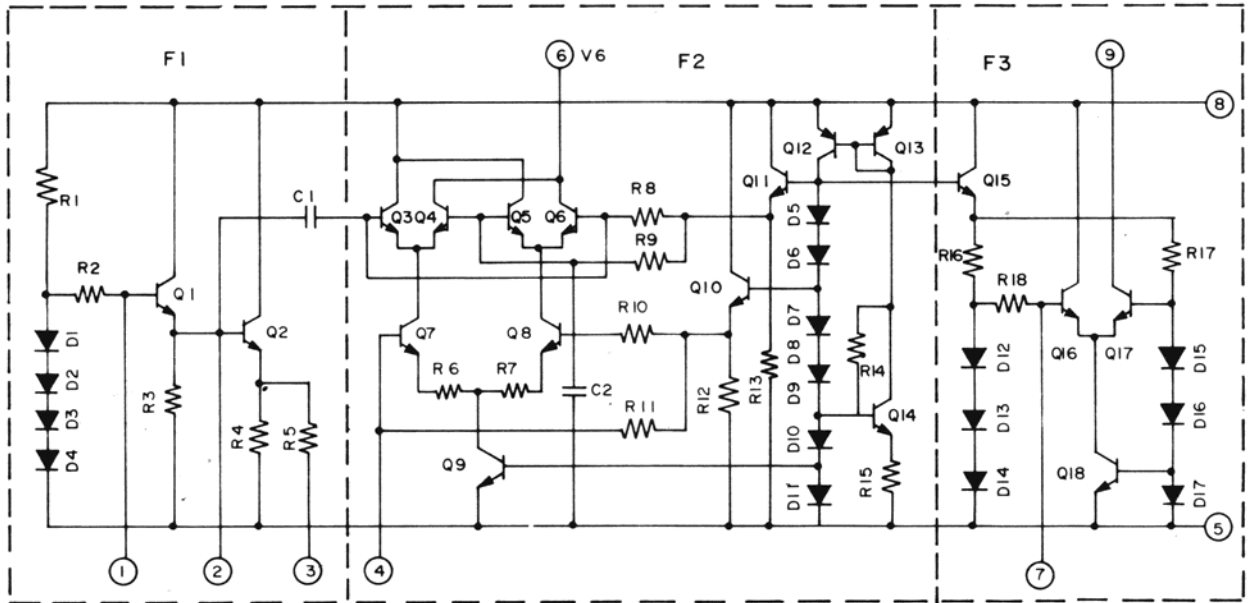 F1
6 V6
F2
F3
9
8
Q12
Q13
R1
C1
Q3
Q4
Q5
Q6
R8
Q11
D5
Q15
R9
D6
R16
R17
R2
Q1
Q10
R18
D1
Q2
Q7
Q8
R10
D7
D2
D8
R14
D12
Q16
Q17
D15
R3
R6
R7
C2
R12
R13
D9
D3
R4
R5
R11
Q14
D13
D16
D4
Q9
D10
R15
D14
Q18
D11
D17
5
1
2
3
4
7